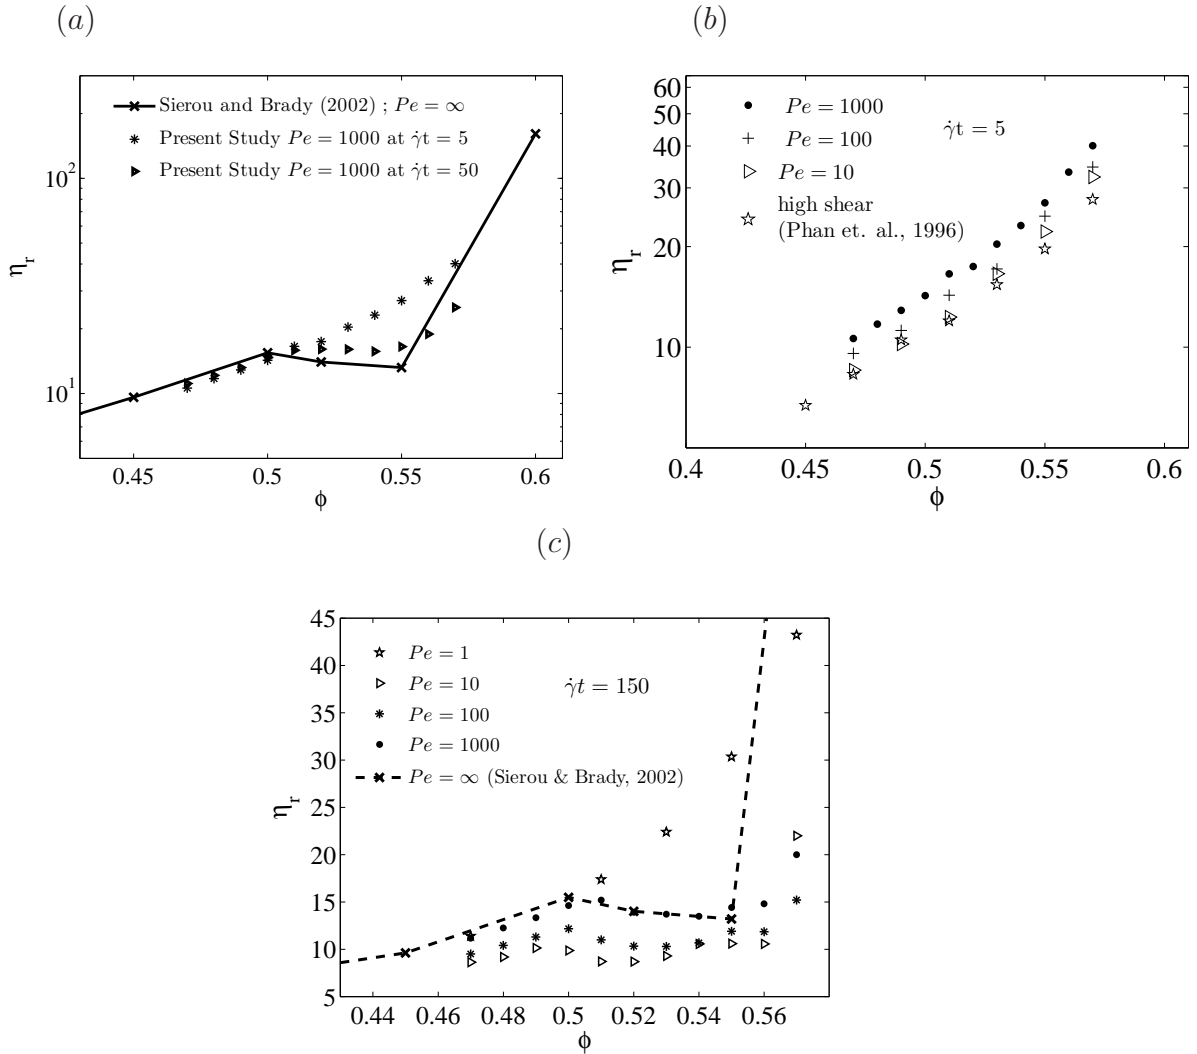 (a)
Sierou and Brady (2002) ; Pe = ∞
Present Study Pe = 1000 at γ̇t = 5
Present Study Pe = 1000 at γ̇t = 50
10²
10¹
η_r
0.45 0.5 0.55 0.6
ϕ
(b)
Pe = 1000
Pe = 100
Pe = 10
high shear
(Phan et. al., 1996)
γ̇t = 5
60
50
40
30
20
10
η_r
0.4 0.45 0.5 0.55 0.6
ϕ
(c)
Pe = 1
Pe = 10
Pe = 100
Pe = 1000
Pe = ∞ (Sierou & Brady, 2002)
γ̇t = 150
45
40
35
30
25
20
15
10
5
η_r
0.44 0.46 0.48 0.5 0.52 0.54 0.56
ϕ